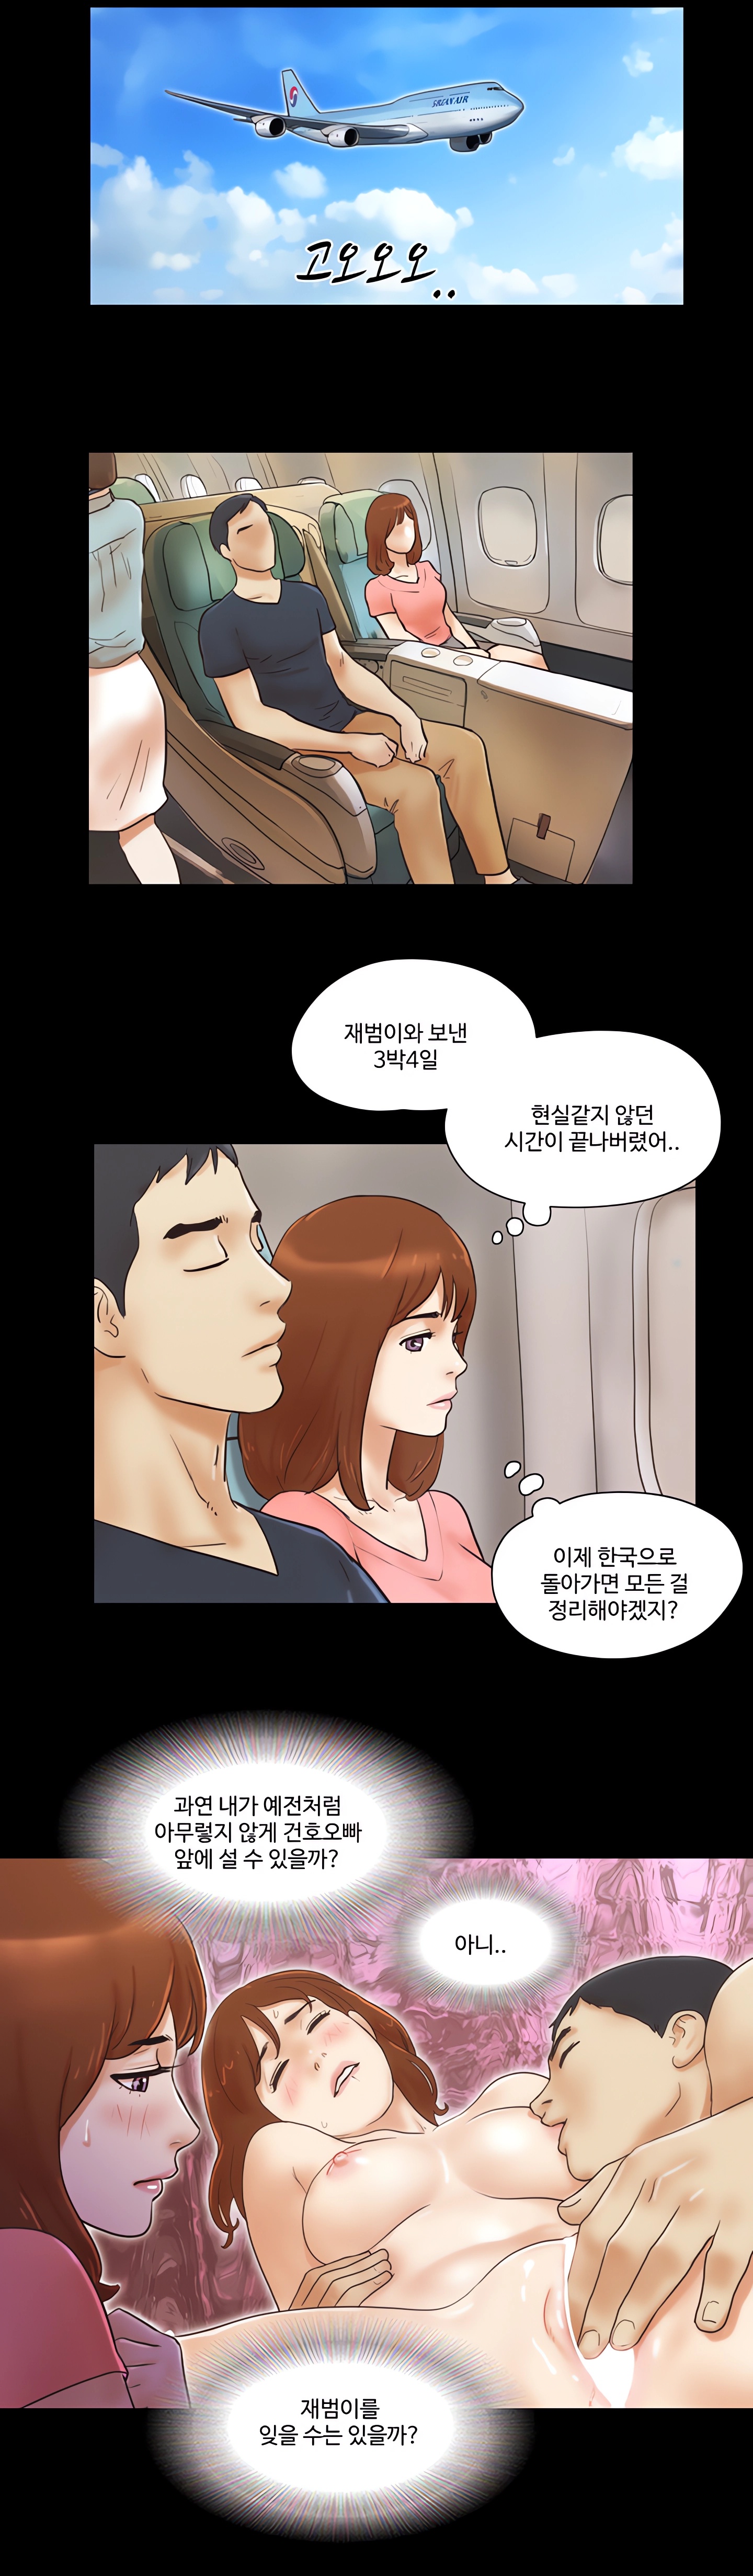 고오오오..
재범이와 보낸
3박4일
현실같지 않던
시간이 끝나버렸어..
이제 한국으로
돌아가면 모든 걸
정리해야겠지?
과연 내가 예전처럼
아무렇지 않게 건호오빠
앞에 설 수 있을까?
아니..
재범이를
잊을 수는 있을까?